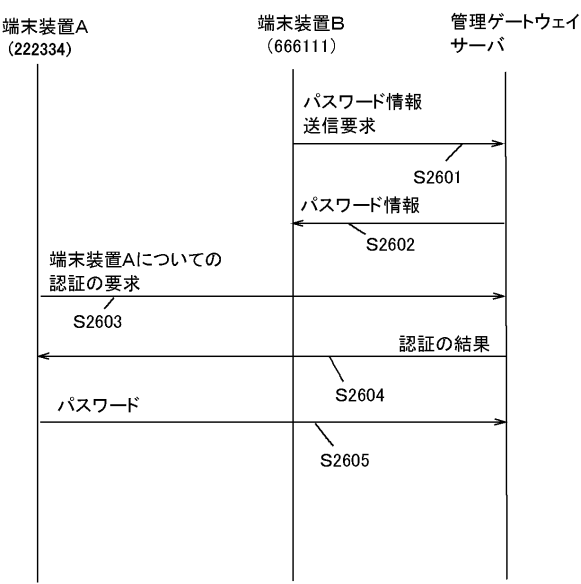 端末装置A
(222334)
端末装置B
(666111)
管理ゲートウェイ
サーバ
パスワード情報
送信要求
S2601
パスワード情報
S2602
端末装置Aについての
認証の要求
S2603
認証の結果
S2604
パスワード
S2605